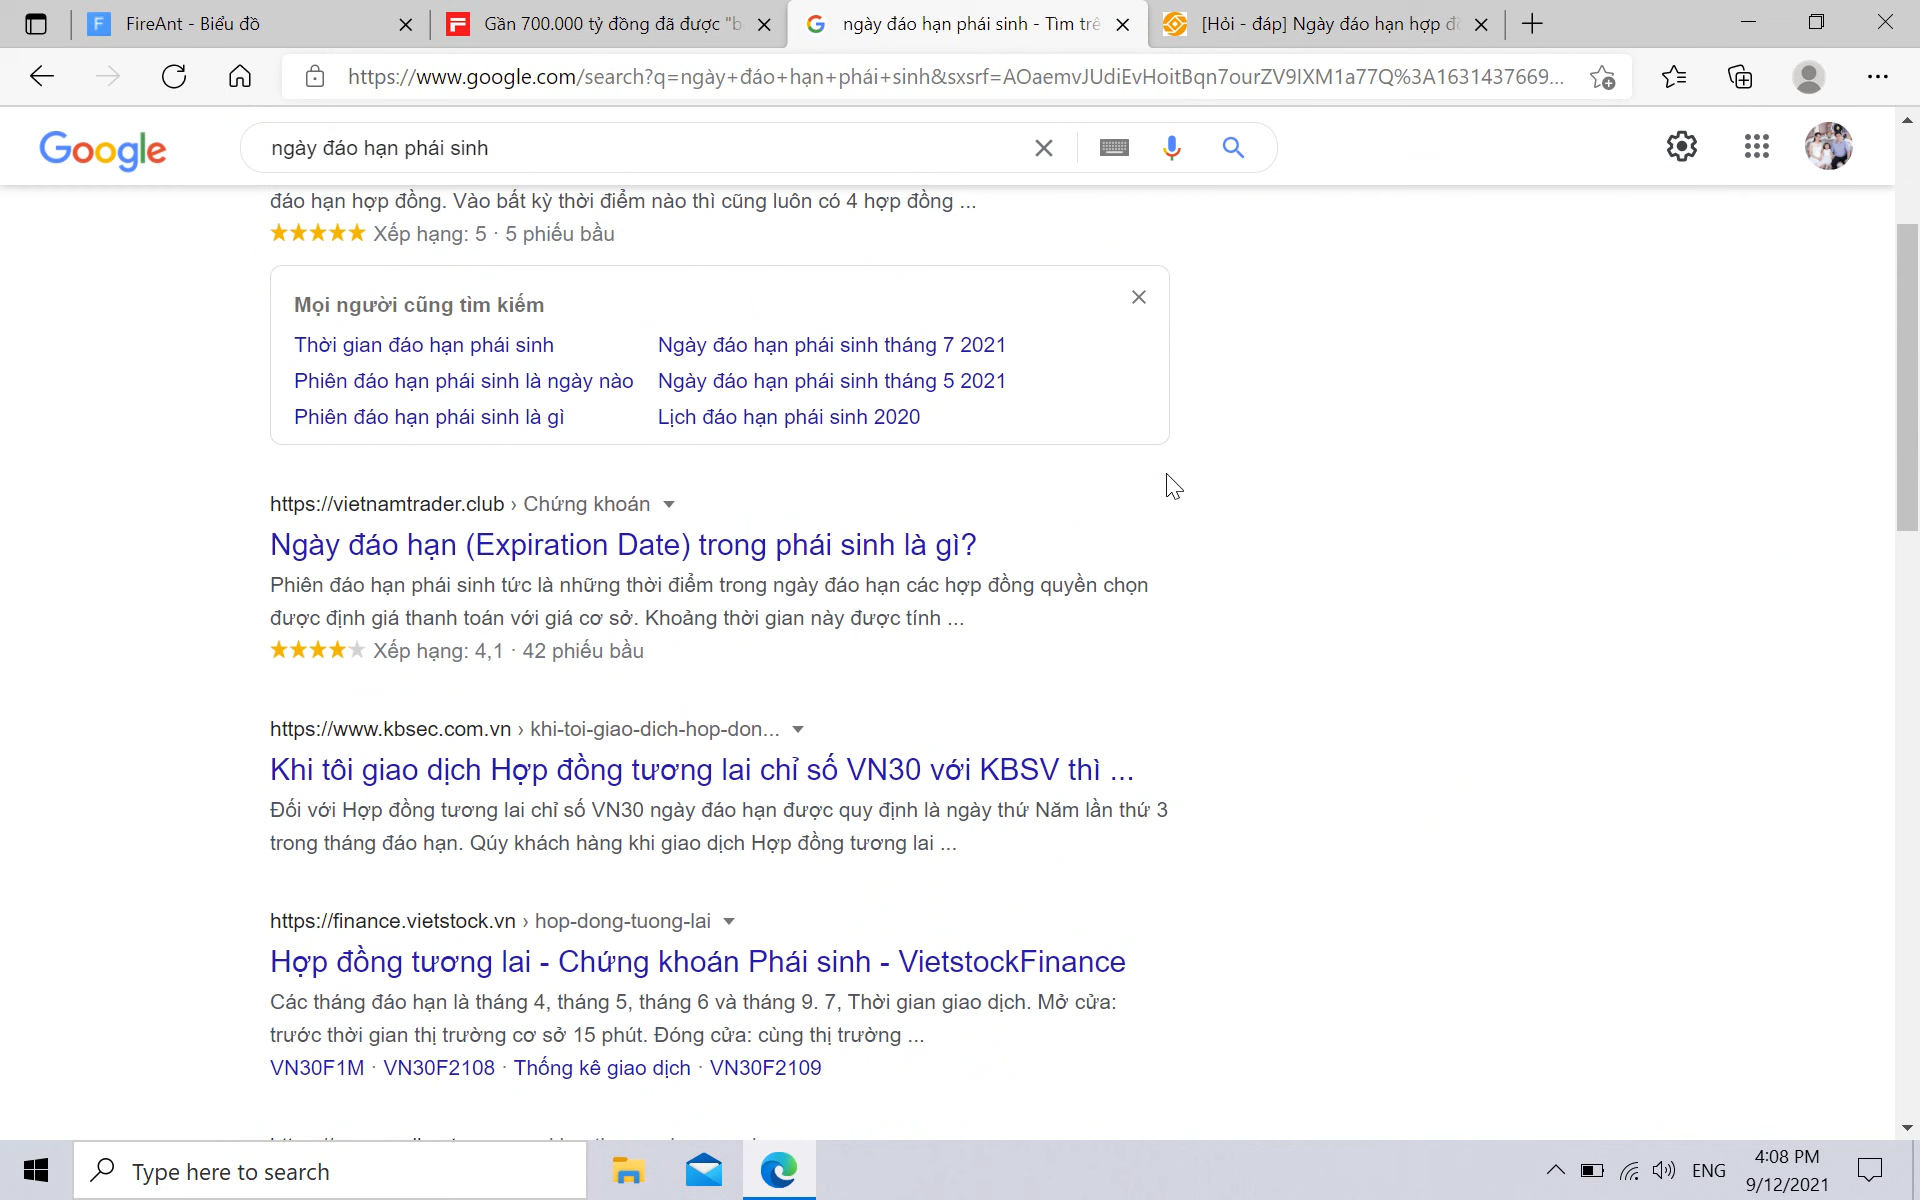 FireAnt - Biểu đồ
Gần 700.000 tỷ đồng đã được "b
ngày đáo hạn phái sinh - Tìm trê
[Hỏi - đáp] Ngày đáo hạn hợp đồ
https://www.google.com/search?q=ngày+đáo+hạn+phái+sinh&sxsrf=AOaemvJUdiEvHoitBqn7ourZV9IXM1a77Q%3A1631437669...
Google
ngày đáo hạn phái sinh
đáo hạn hợp đồng. Vào bất kỳ thời điểm nào thì cũng luôn có 4 hợp đồng ...
Xếp hạng: 5 · 5 phiếu bầu
Mọi người cũng tìm kiếm
Thời gian đáo hạn phái sinh
Ngày đáo hạn phái sinh tháng 7 2021
Phiên đáo hạn phái sinh là ngày nào
Ngày đáo hạn phái sinh tháng 5 2021
Phiên đáo hạn phái sinh là gì
Lịch đáo hạn phái sinh 2020
https://vietnamtrader.club › Chứng khoán
Ngày đáo hạn (Expiration Date) trong phái sinh là gì?
Phiên đáo hạn phái sinh tức là những thời điểm trong ngày đáo hạn các hợp đồng quyền chọn
được định giá thanh toán với giá cơ sở. Khoảng thời gian này được tính ...
Xếp hạng: 4,1 · 42 phiếu bầu
https://www.kbsec.com.vn › khi-toi-giao-dich-hop-don...
Khi tôi giao dịch Hợp đồng tương lai chỉ số VN30 với KBSV thì ...
Đối với Hợp đồng tương lai chỉ số VN30 ngày đáo hạn được quy định là ngày thứ Năm lần thứ 3
trong tháng đáo hạn. Qúy khách hàng khi giao dịch Hợp đồng tương lai ...
https://finance.vietstock.vn › hop-dong-tuong-lai
Hợp đồng tương lai - Chứng khoán Phái sinh - VietstockFinance
Các tháng đáo hạn là tháng 4, tháng 5, tháng 6 và tháng 9. 7, Thời gian giao dịch. Mở cửa:
trước thời gian thị trường cơ sở 15 phút. Đóng cửa: cùng thị trường ...
VN30F1M · VN30F2108 · Thống kê giao dịch · VN30F2109
Type here to search
ENG
4:08 PM
9/12/2021